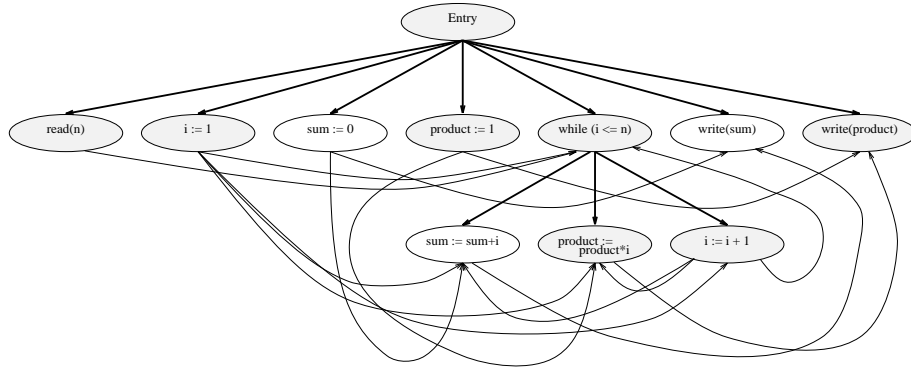 Entry
read(n)
i := 1
sum := 0
product := 1
while (i <= n)
write(sum)
write(product)
sum := sum+i
product :=
product*i
i := i + 1